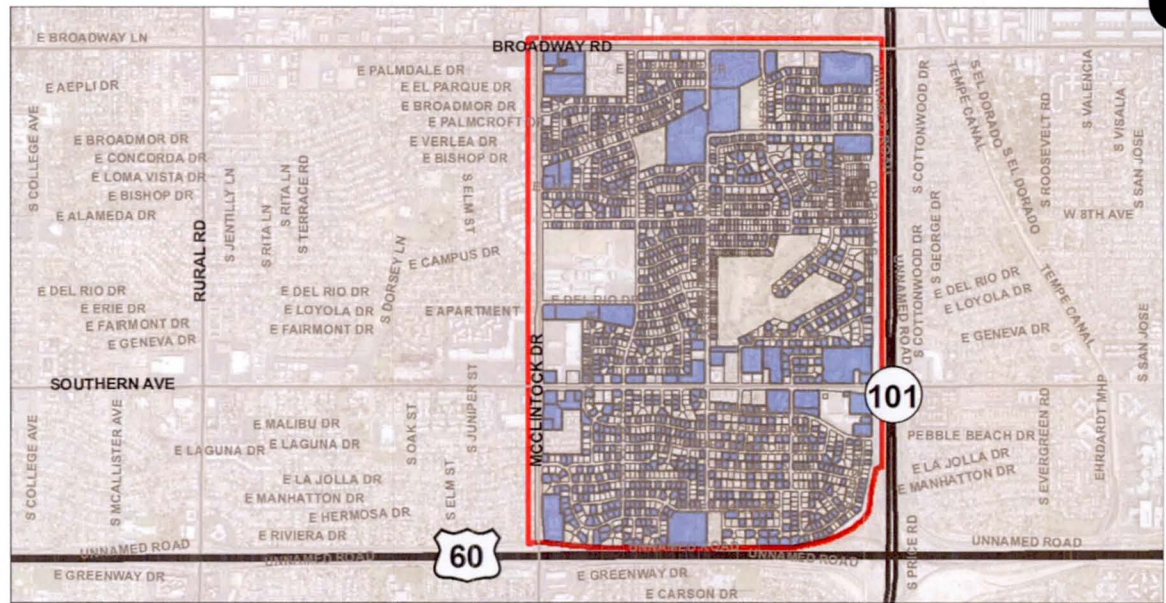 E BROADWAY LN
BROADWAY RD
E PALMDALE DR
E AEPLI DR
E EL PARQUE DR
E BROADMOR DR
E PALMCROFT DR
E BROADMOR DR
E VERLEA DR
E CONCORDA DR
E BISHOP DR
E LOMA VISTA DR
E BISHOP DR
E ALAMEDA DR
S COLLEGE AVE
RURAL RD
S JENTILLY LN
S RITA LN
S RITA LN
S TERRACE RD
S ELM ST
S DORSEY LN
E CAMPUS DR
E DEL RIO DR
E ERIE DR
E FAIRMONT DR
E GENEVA DR
E DEL RIO DR
E LOYOLA DR
E FAIRMONT DR
E APARTMENT
E DEL RIO
MCCLINTOCK DR
S PRICE RD
UNNAMED ROAD
S COTTONWOOD DR
S COTTONWOOD DR
S GEORGE DR
TEMPE CANAL
S EL DORADO
S EL DORADO
S ROOSEVELT RD
S VALENCIA
S VISALIA
S SAN JOSE
W 8TH AVE
E DEL RIO DR
E LOYOLA DR
E GENEVA DR
TEMPE CANAL
S SAN JOSE
SOUTHERN AVE
101
S COLLEGE AVE
S MCALLISTER AVE
E MALIBU DR
E LAGUNA DR
E LAGUNA DR
E LA JOLLA DR
E MANHATTON DR
E HERMOSA DR
E RIVIERA DR
S OAK ST
S JUNIPER ST
S ELM ST
PEBBLE BEACH DR
E LA JOLLA DR
E MANHATTON DR
S EVERGREEN RD
EHRDARDT MHP
UNNAMED ROAD
UNNAMED ROAD
60
UNNAMED ROAD
UNNAMED ROAD
S PRICE RD
UNNAMED ROAD
E GREENWAY DR
E GREENWAY DR
E CARSON DR